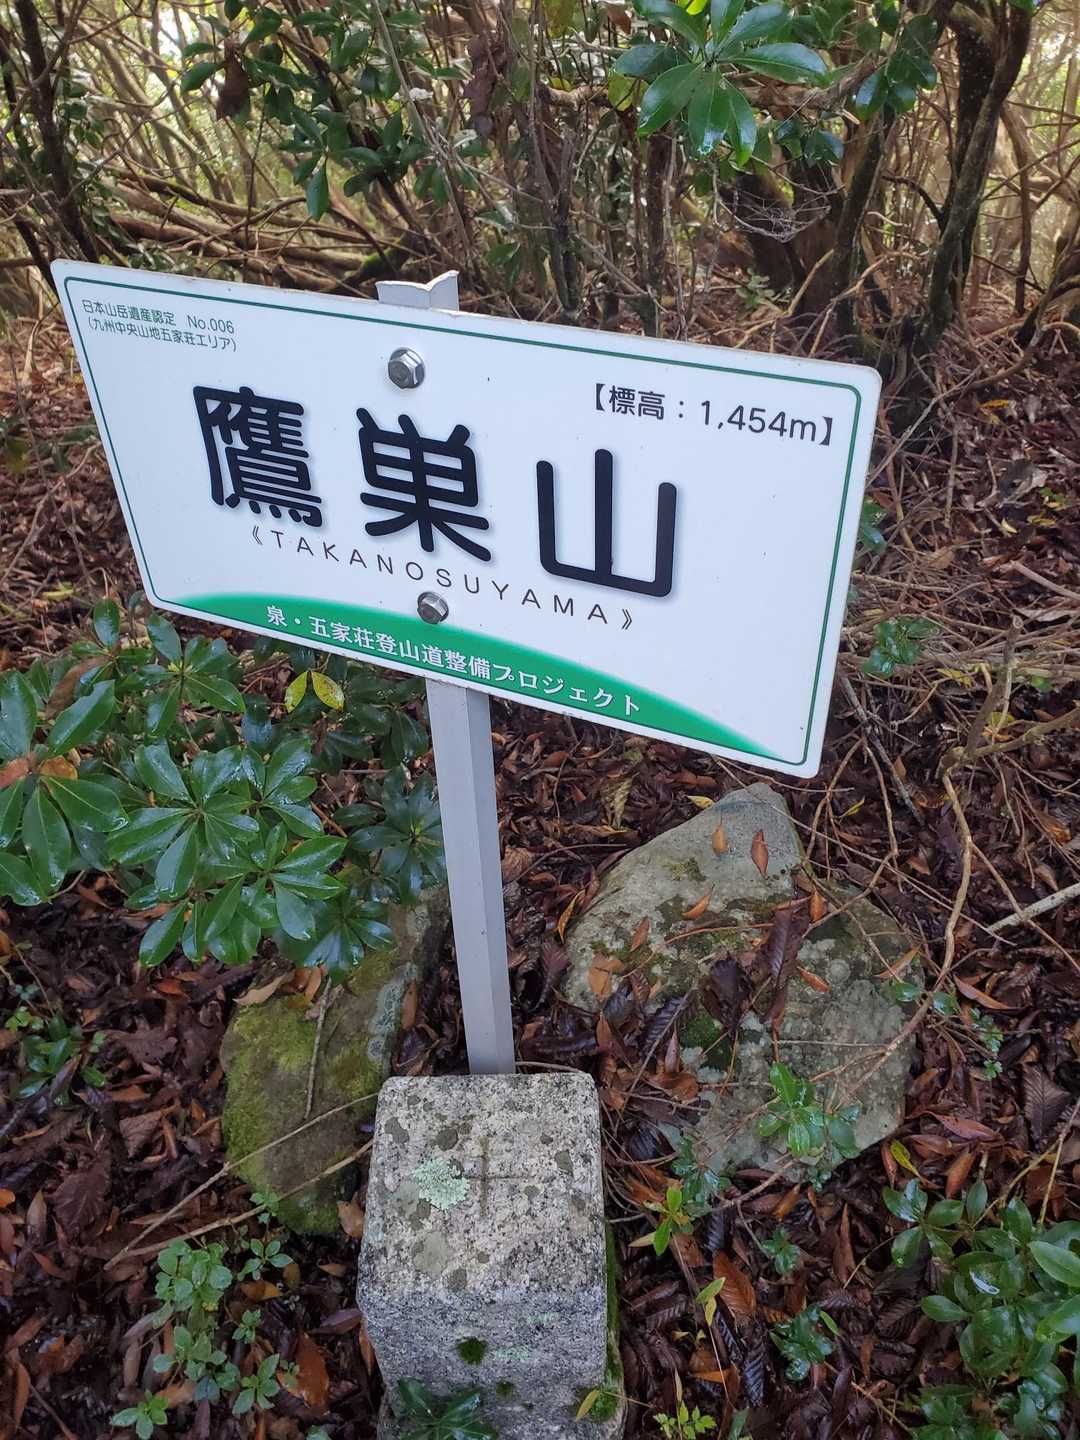 日本山岳遺産認定 No.006
（九州中央山地五家荘エリア）
【標高：1,454m】
鷹巣山
《TAKANOSUYAMA》
泉・五家荘登山道整備プロジェクト